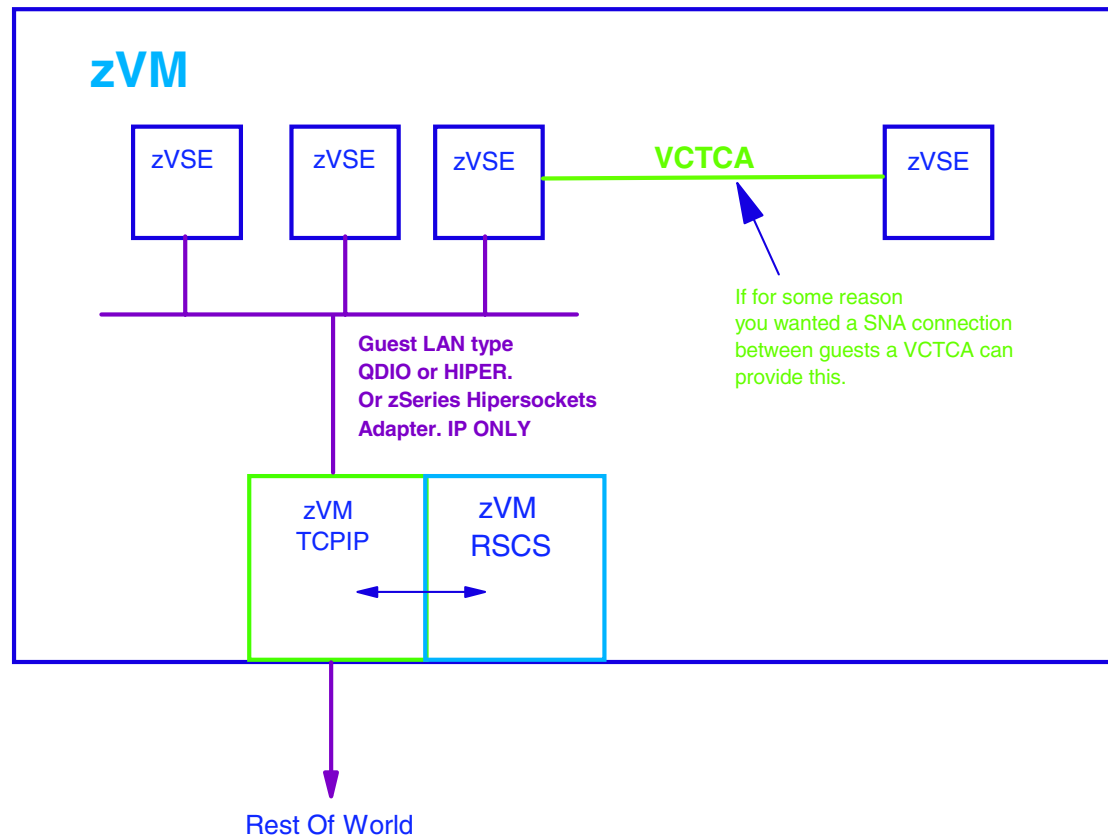 zVM
zVSE
zVSE
zVSE
VCTCA
zVSE
If for some reason
you wanted a SNA connection
between guests a VCTCA can
provide this.
Guest LAN type
QDIO or HIPER.
Or zSeries Hipersockets
Adapter. IP ONLY
zVM
TCPIP
zVM
RSCS
Rest Of World